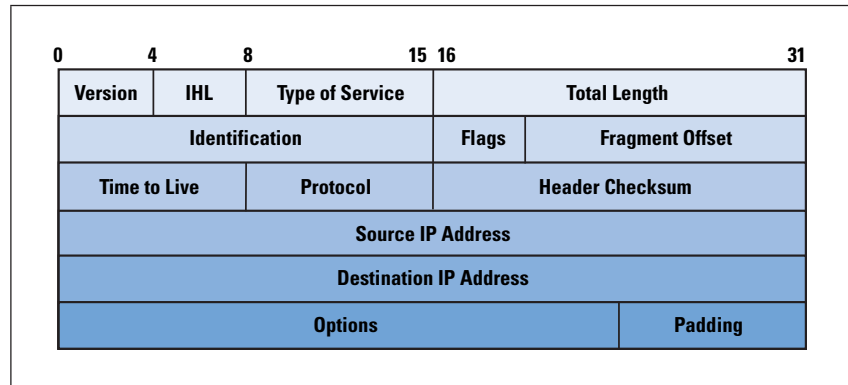 0 4 8 15 16 31
Version IHL Type of Service Total Length
Identification Flags Fragment Offset
Time to Live Protocol Header Checksum
Source IP Address
Destination IP Address
Options Padding